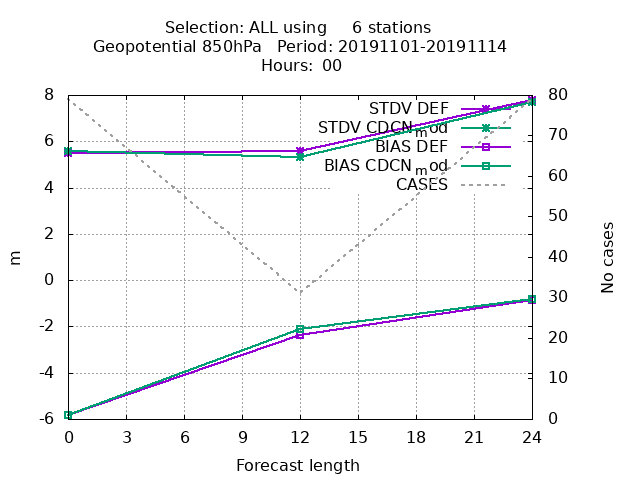 Selection: ALL using     6 stations
Geopotential 850hPa   Period: 20191101-20191114
Hours: 00
STDV DEF
STDV CDCN_mod
BIAS DEF
BIAS CDCN_mod
CASES
8
6
4
2
0
-2
-4
-6
m
80
70
60
50
40
30
20
10
0
No cases
0 3 6 9 12 15 18 21 24
Forecast length